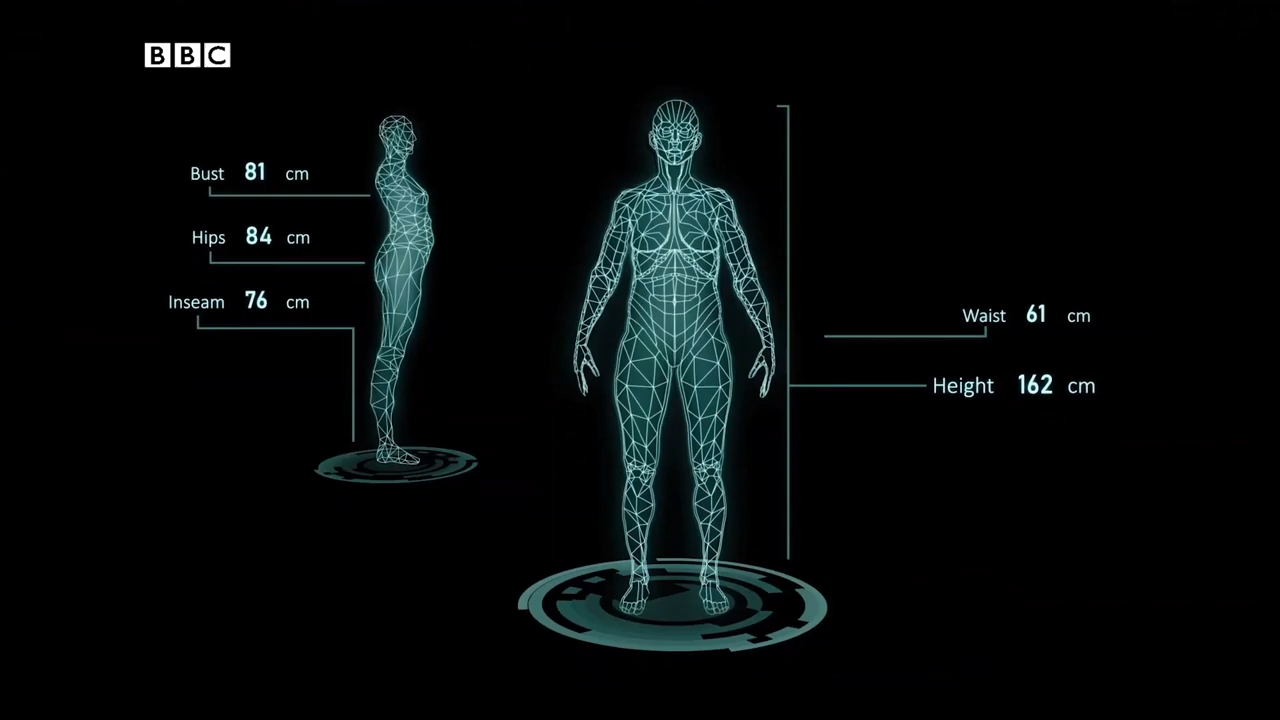 BBC
Bust 81 cm
Hips 84 cm
Inseam 76 cm
Waist 61 cm
Height 162 cm